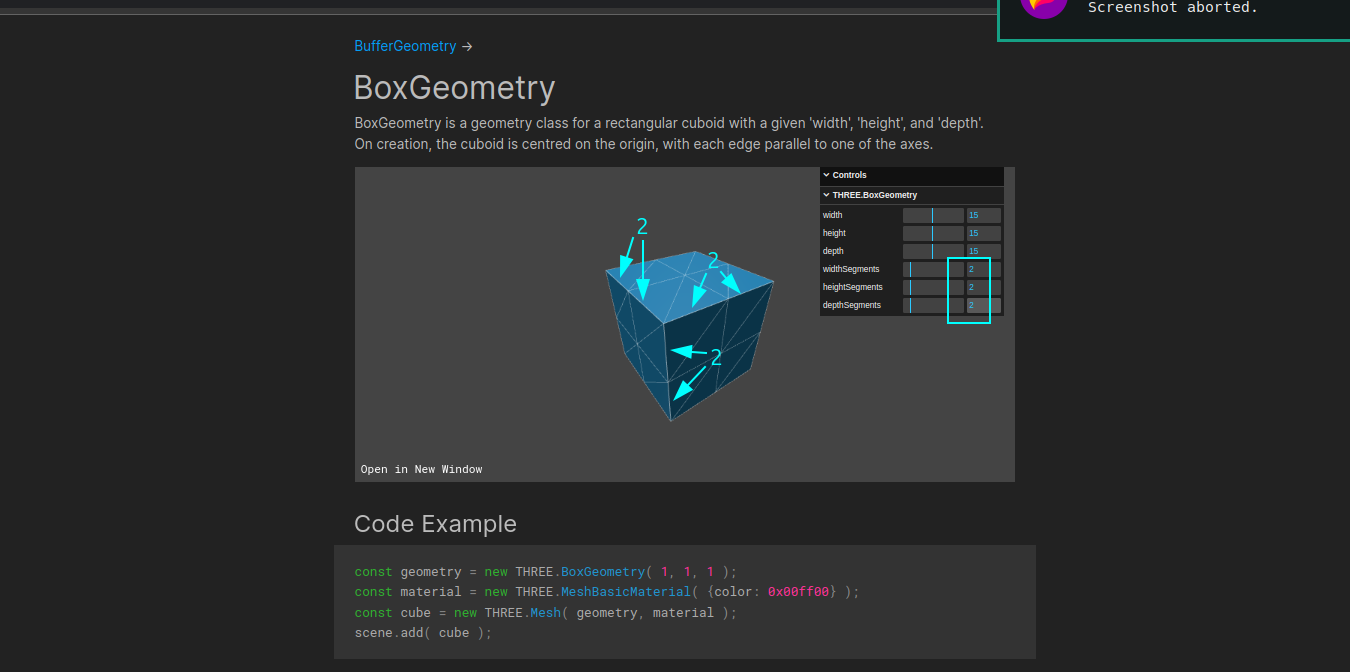 Screenshot aborted.
BufferGeometry →
BoxGeometry
BoxGeometry is a geometry class for a rectangular cuboid with a given 'width', 'height', and 'depth'.
On creation, the cuboid is centred on the origin, with each edge parallel to one of the axes.
Controls
THREE.BoxGeometry
width 15
height 15
depth 15
widthSegments 2
heightSegments 2
depthSegments 2
2
2
2
Open in New Window
Code Example
const geometry = new THREE.BoxGeometry( 1, 1, 1 );
const material = new THREE.MeshBasicMaterial( {color: 0x00ff00} );
const cube = new THREE.Mesh( geometry, material );
scene.add( cube );